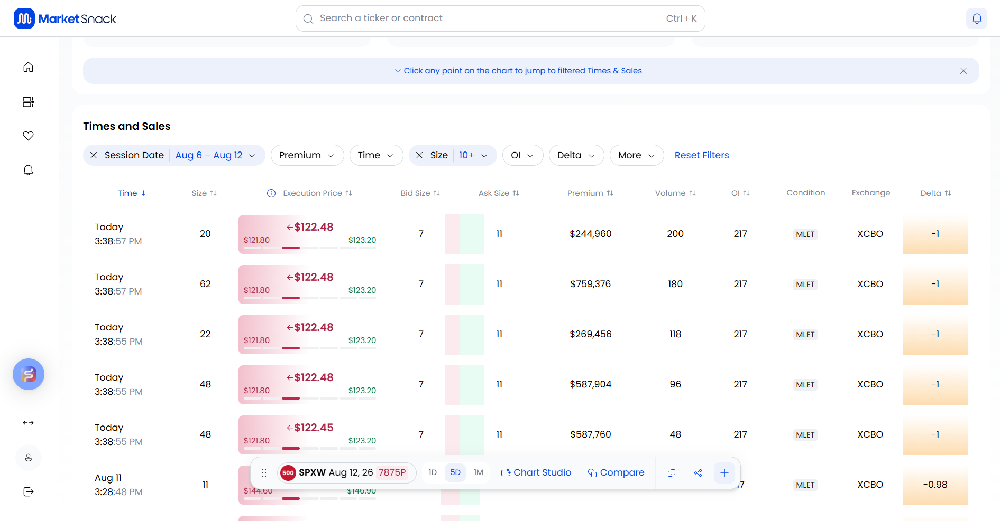 MarketSnack
Search a ticker or contract
Ctrl + K
↓ Click any point on the chart to jump to filtered Times & Sales
Times and Sales
Session Date Aug 6 – Aug 12 Premium Time Size 10+ OI Delta More Reset Filters
Time ↓ Size Execution Price Bid Size Ask Size Premium Volume OI Condition Exchange Delta
Today
3:38:57 PM
20
←$122.48
$121.80 $123.20
7 11 $244,960 200 217 MLET XCBO -1
Today
3:38:57 PM
62
←$122.48
$121.80 $123.20
7 11 $759,376 180 217 MLET XCBO -1
Today
3:38:55 PM
22
←$122.48
$121.80 $123.20
7 11 $269,456 118 217 MLET XCBO -1
Today
3:38:55 PM
48
←$122.48
$121.80 $123.20
7 11 $587,904 96 217 MLET XCBO -1
Today
3:38:55 PM
48
←$122.45
$121.80 $123.20
7 11 $587,760 48 217 MLET XCBO -1
500 SPXW Aug 12, 26 7875P 1D 5D 1M Chart Studio Compare
Aug 11
3:28:48 PM
11
$144.60 $146.90
MLET XCBO -0.98